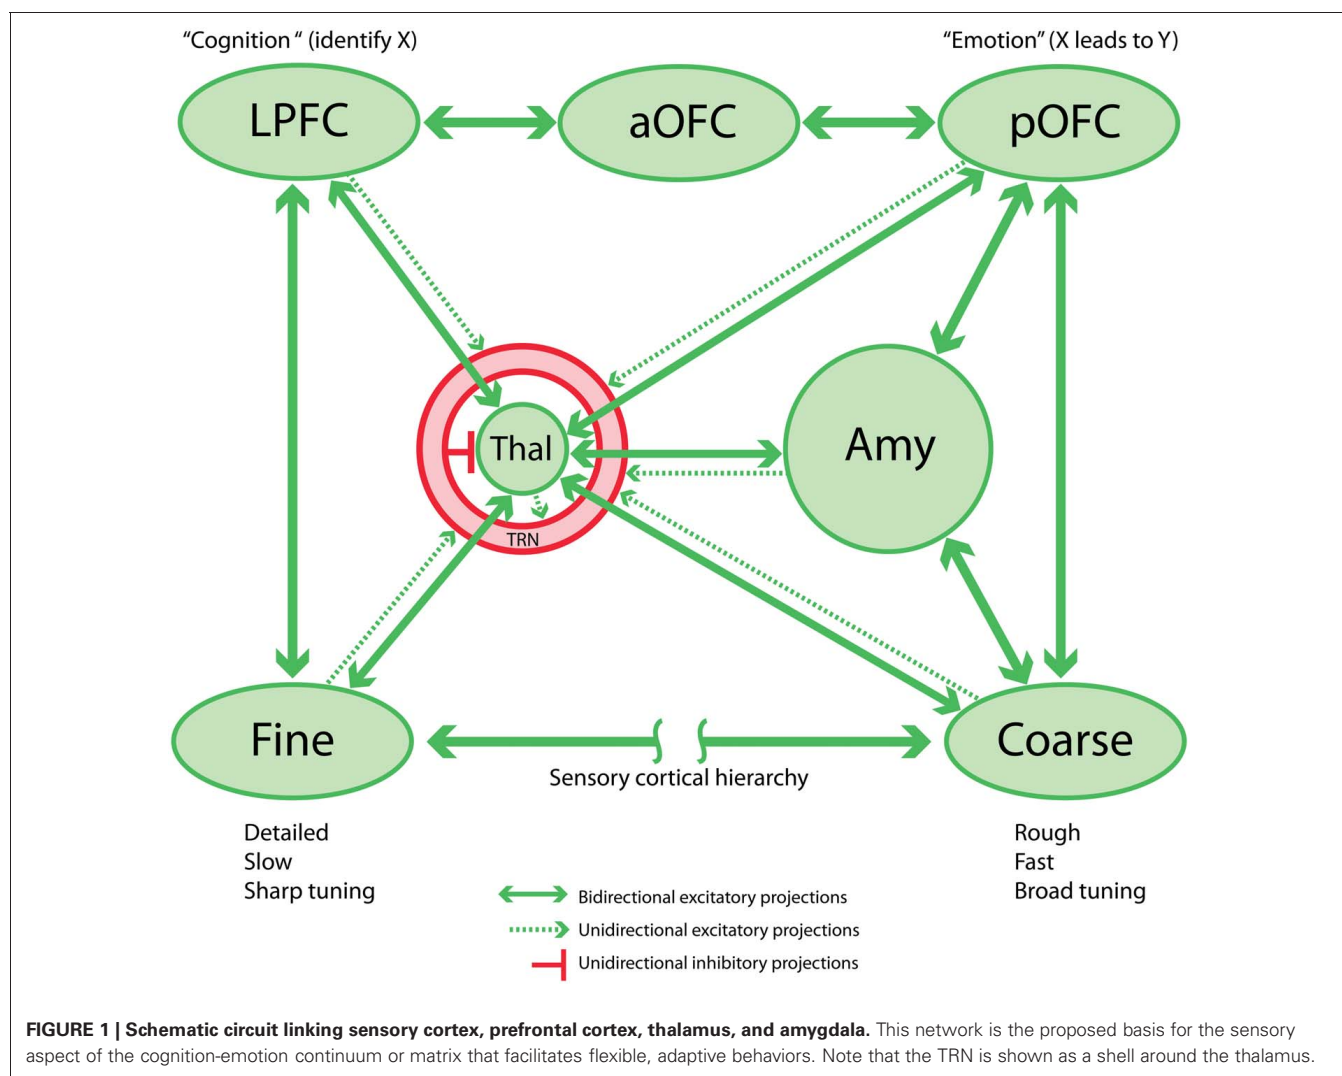 “Cognition “ (identify X)
“Emotion” (X leads to Y)
LPFC
aOFC
pOFC
Thal
Amy
TRN
Fine
Coarse
Sensory cortical hierarchy
Detailed
Slow
Sharp tuning
Rough
Fast
Broad tuning
Bidirectional excitatory projections
Unidirectional excitatory projections
Unidirectional inhibitory projections
FIGURE 1 | Schematic circuit linking sensory cortex, prefrontal cortex, thalamus, and amygdala. This network is the proposed basis for the sensory
aspect of the cognition-emotion continuum or matrix that facilitates flexible, adaptive behaviors. Note that the TRN is shown as a shell around the thalamus.